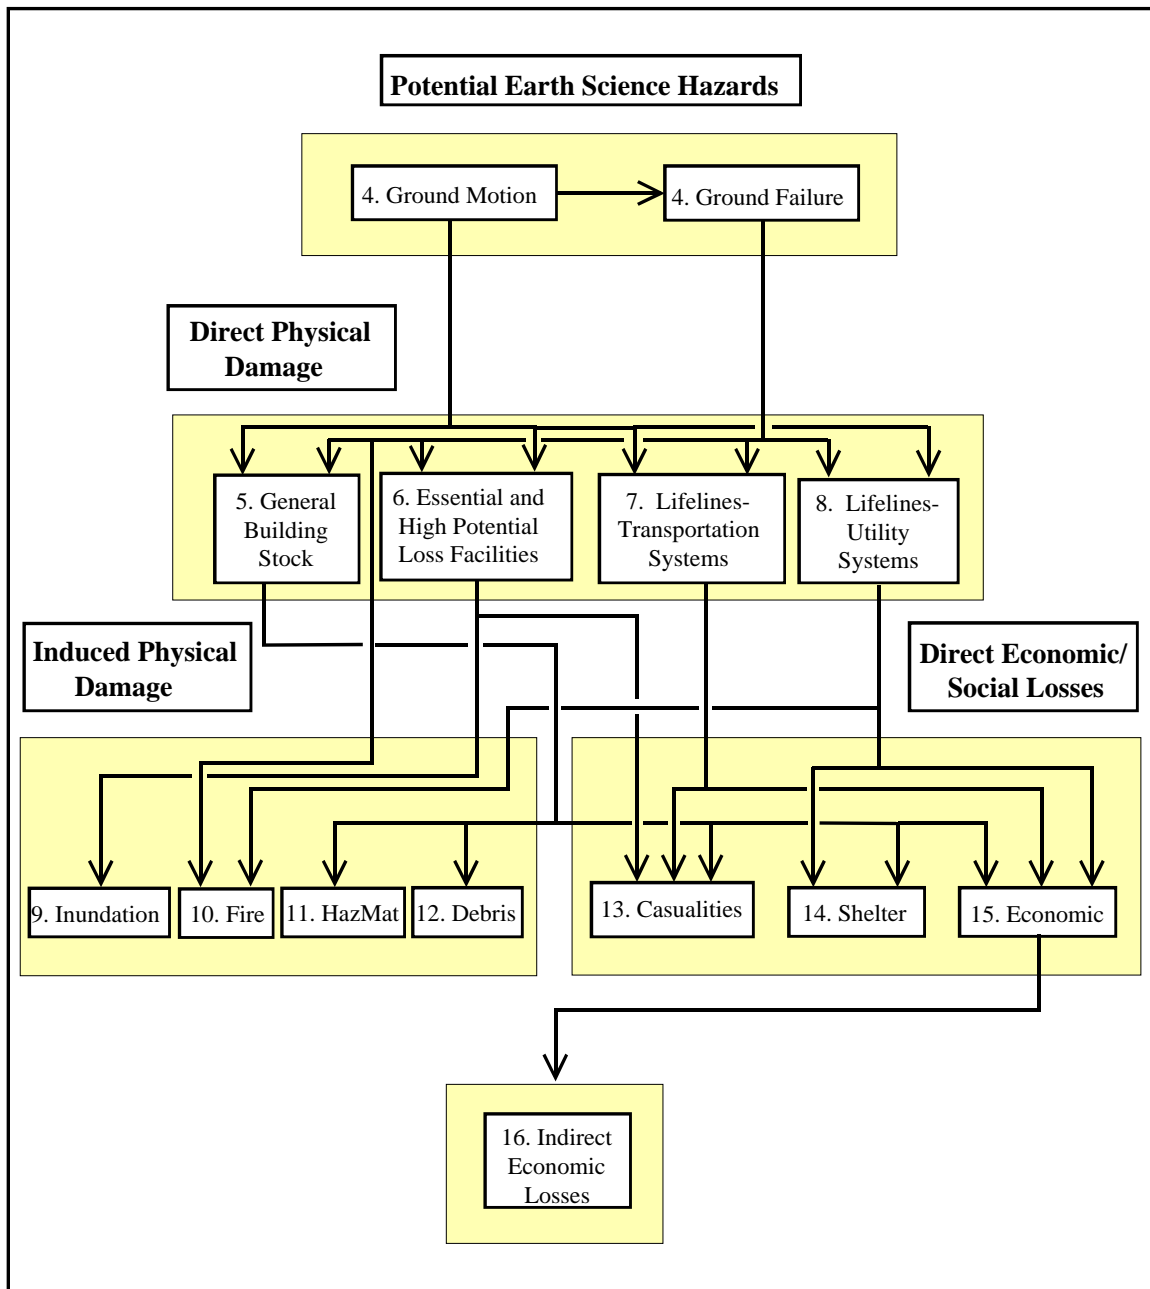 Potential Earth Science Hazards
4. Ground Motion
4. Ground Failure
Direct Physical
Damage
5. General
Building
Stock
6. Essential and
High Potential
Loss Facilities
7. Lifelines-
Transportation
Systems
8. Lifelines-
Utility
Systems
Induced Physical
Damage
Direct Economic/
Social Losses
9. Inundation
10. Fire
11. HazMat
12. Debris
13. Casualities
14. Shelter
15. Economic
16. Indirect
Economic
Losses